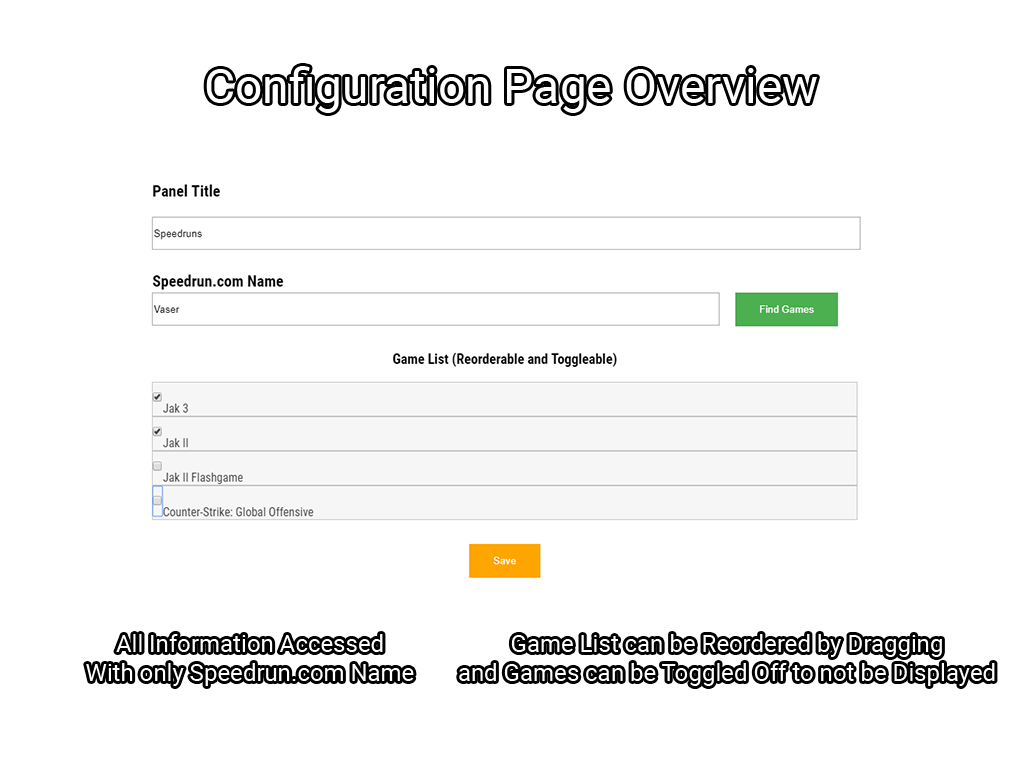 Configuration Page Overview
Panel Title
Speedruns
Speedrun.com Name
Vaser
Find Games
Game List (Reorderable and Toggleable)
Jak 3
Jak II
Jak II Flashgame
Counter-Strike: Global Offensive
Save
All Information Accessed
With only Speedrun.com Name
Game List can be Reordered by Dragging
and Games can be Toggled Off to not be Displayed